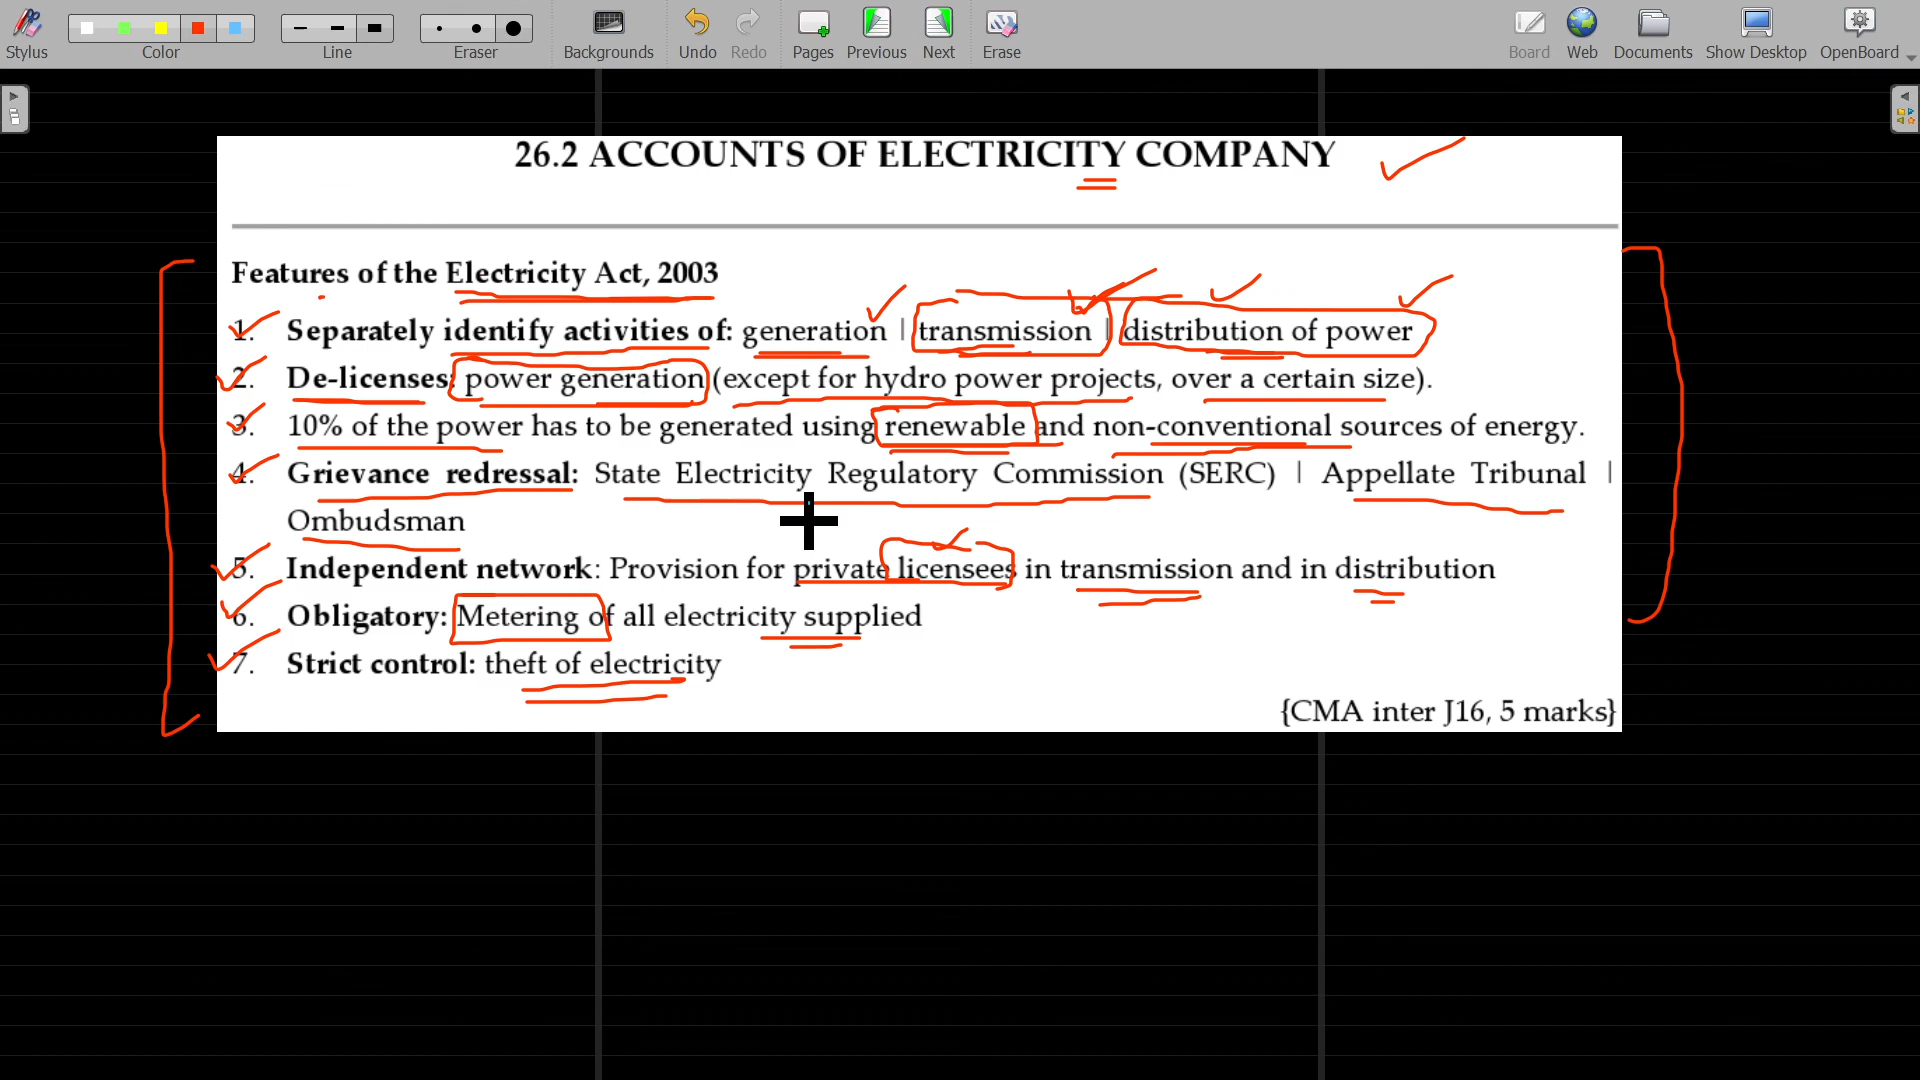 Stylus
Color
Line
Eraser
Backgrounds
Undo
Redo
Pages
Previous
Next
Erase
Board
Web
Documents
Show Desktop
OpenBoard
26.2 ACCOUNTS OF ELECTRICITY COMPANY
Features of the Electricity Act, 2003
1. Separately identify activities of: generation | transmission | distribution of power
2. De-licenses: power generation (except for hydro power projects, over a certain size).
3. 10% of the power has to be generated using renewable and non-conventional sources of energy.
4. Grievance redressal: State Electricity Regulatory Commission (SERC) | Appellate Tribunal |
Ombudsman
5. Independent network: Provision for private licensees in transmission and in distribution
6. Obligatory: Metering of all electricity supplied
7. Strict control: theft of electricity
{CMA inter J16, 5 marks}